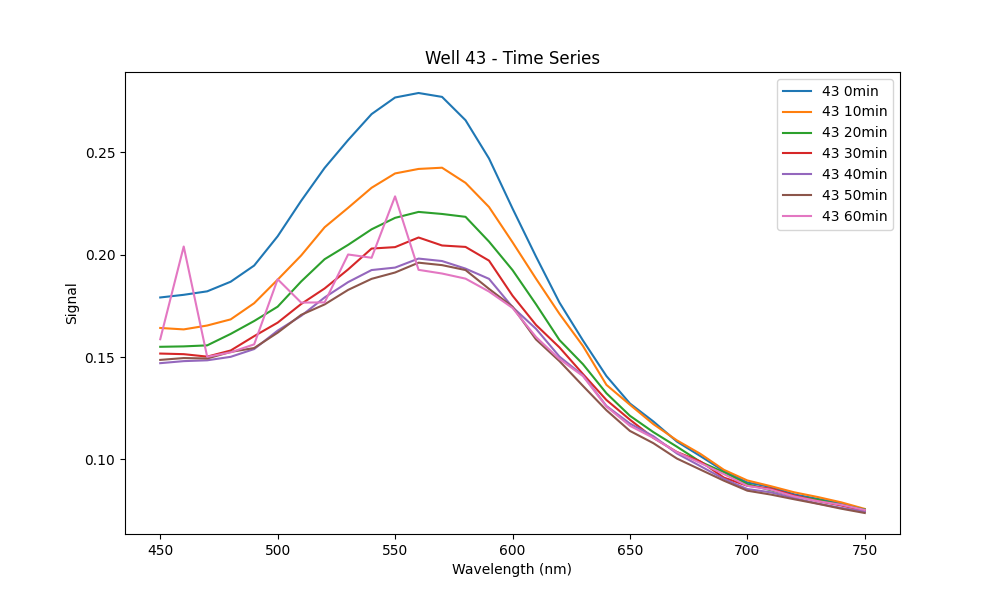 Well 43 - Time Series
43 0min
43 10min
43 20min
43 30min
43 40min
43 50min
43 60min
Signal
0.25
0.20
0.15
0.10
450 500 550 600 650 700 750
Wavelength (nm)